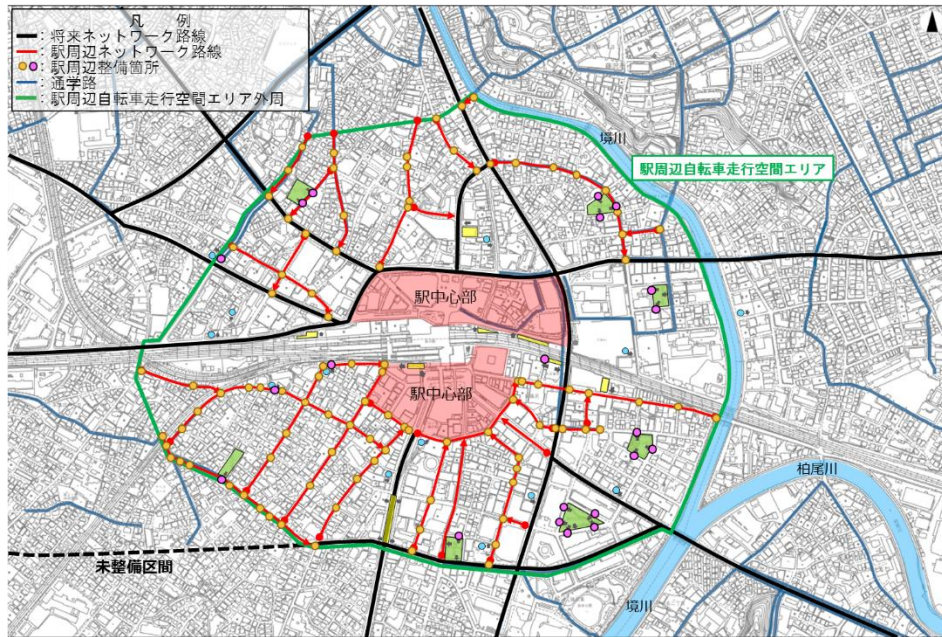 凡　例
：将来ネットワーク路線
：駅周辺ネットワーク路線
：駅周辺整備箇所
：通学路
：駅周辺自転車走行空間エリア外周
境川
駅周辺自転車走行空間エリア
駅中心部
駅中心部
柏尾川
未整備区間
境川